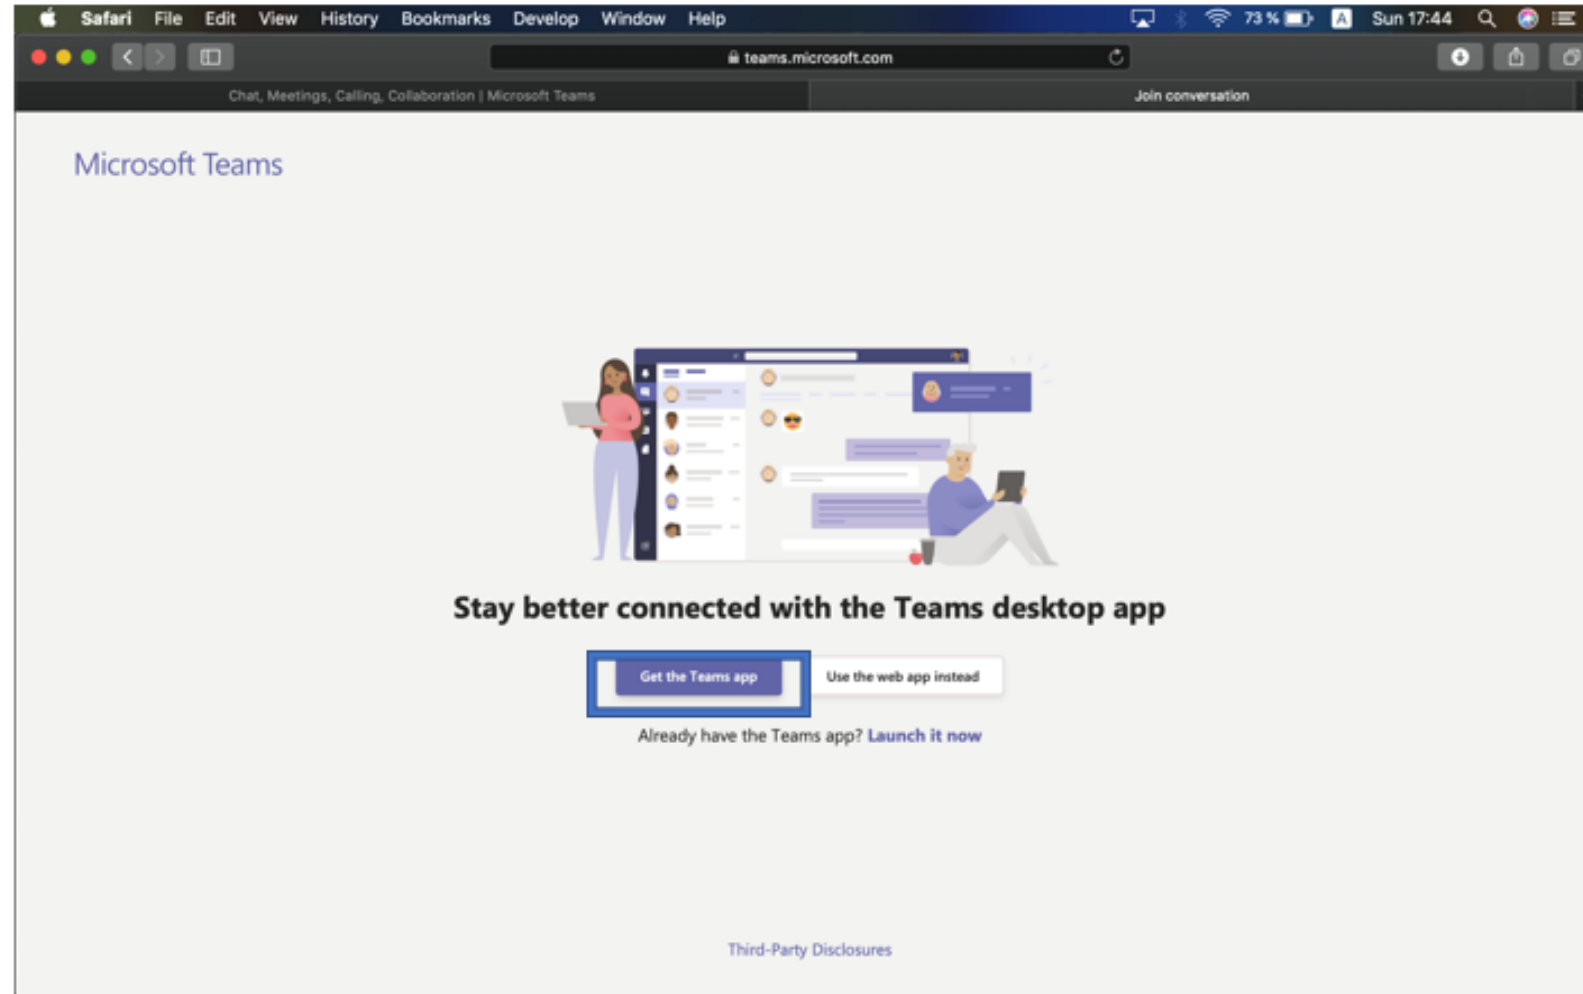 Safari File Edit View History Bookmarks Develop Window Help 73 % A Sun 17:44
teams.microsoft.com
Chat, Meetings, Calling, Collaboration | Microsoft Teams Join conversation
Microsoft Teams
Stay better connected with the Teams desktop app
Get the Teams app Use the web app instead
Already have the Teams app? Launch it now
Third-Party Disclosures